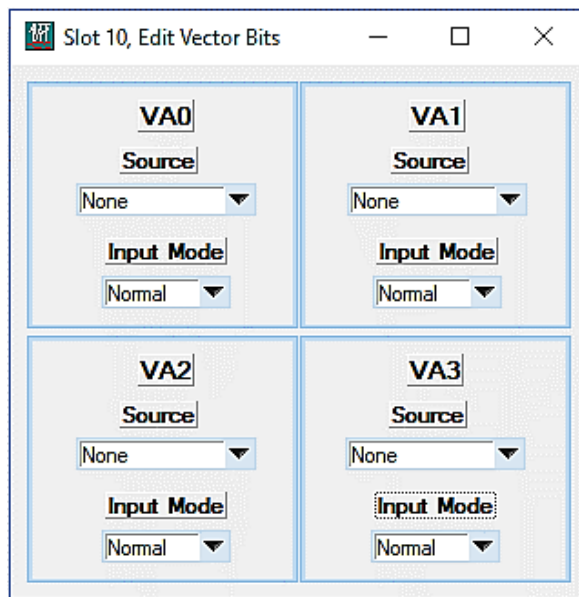 Slot 10, Edit Vector Bits
VA0
Source
None
Input Mode
Normal
VA1
Source
None
Input Mode
Normal
VA2
Source
None
Input Mode
Normal
VA3
Source
None
Input Mode
Normal